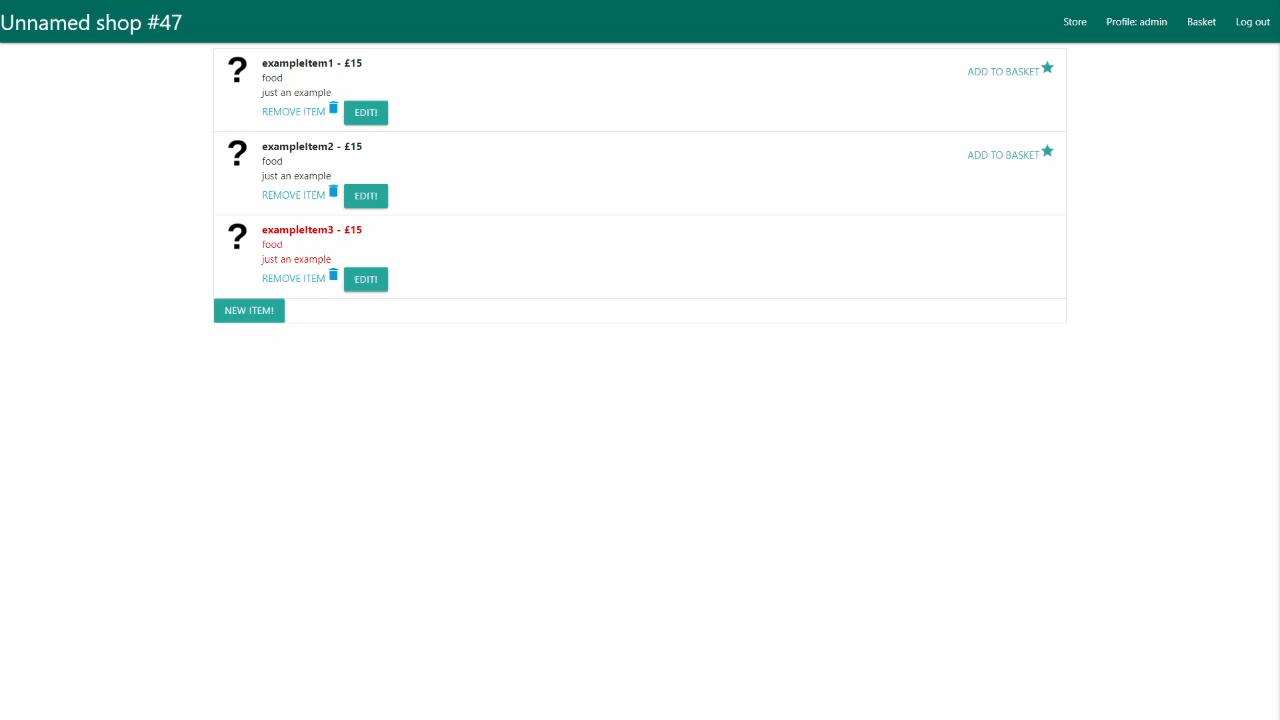 Unnamed shop #47 Store Profile: admin Basket Log out
? exampleItem1 - £15
food
ADD TO BASKET
just an example
REMOVE ITEM EDIT!
? exampleItem2 - £15
food
ADD TO BASKET
just an example
REMOVE ITEM EDIT!
? exampleItem3 - £15
food
just an example
REMOVE ITEM EDIT!
NEW ITEM!